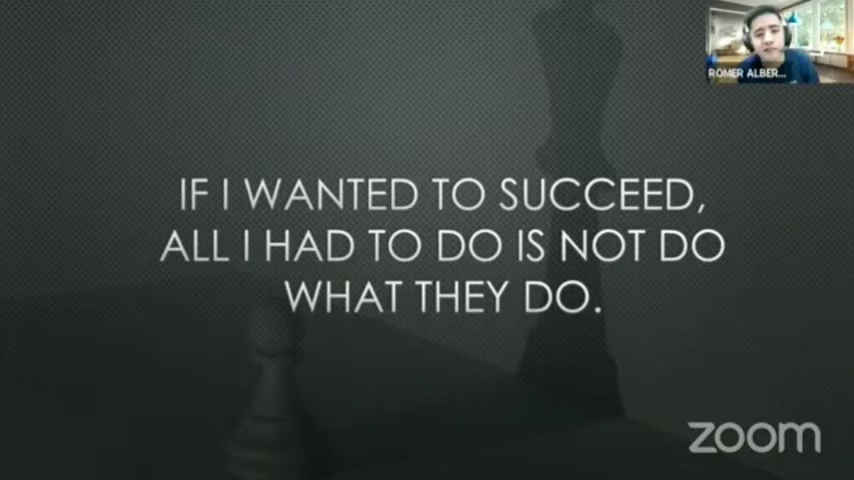 ROMER ALBER...
IF I WANTED TO SUCCEED,
ALL I HAD TO DO IS NOT DO
WHAT THEY DO.
zoom